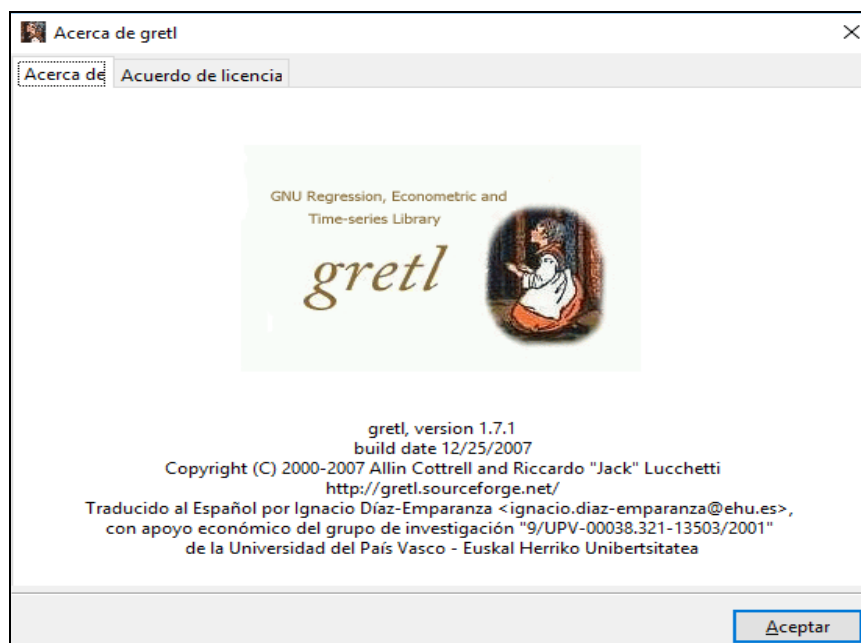 Acerca de gretl
Acerca de
Acuerdo de licencia
GNU Regression, Econometric and
Time-series Library
gretl
gretl, version 1.7.1
build date 12/25/2007
Copyright (C) 2000-2007 Allin Cottrell and Riccardo "Jack" Lucchetti
http://gretl.sourceforge.net/
Traducido al Español por Ignacio Díaz-Emparanza <ignacio.diaz-emparanza@ehu.es>,
con apoyo económico del grupo de investigación "9/UPV-00038.321-13503/2001"
de la Universidad del País Vasco - Euskal Herriko Unibertsitatea
Aceptar